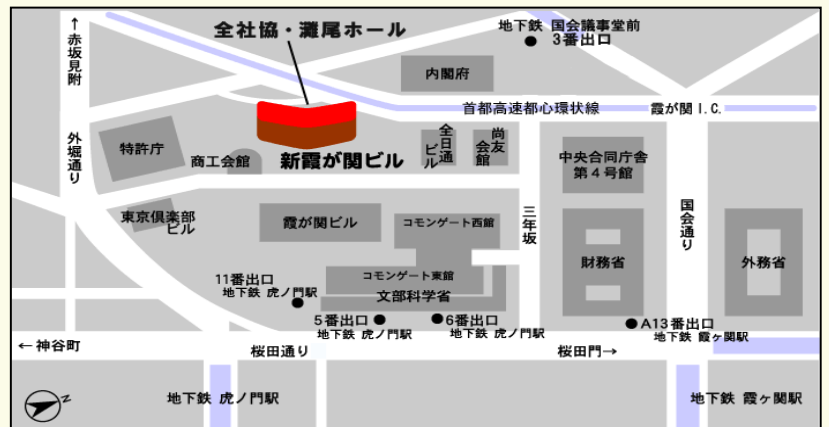 全社協・灘尾ホール
地下鉄 国会議事堂前
3番出口
↑赤坂見附
内閣府
首都高速都心環状線
霞が関 I.C.
外堀通り
特許庁
商工会館
新霞が関ビル
全日通
ビル
尚友
会館
中央合同庁舎
第4号館
東京倶楽部
ビル
霞が関ビル
コモンゲート西館
三年坂
国会通り
財務省
外務省
コモンゲート東館
文部科学省
11番出口
地下鉄 虎ノ門駅
5番出口
地下鉄 虎ノ門駅
6番出口
地下鉄 虎ノ門駅
A13番出口
地下鉄 霞ヶ関駅
←神谷町
桜田通り
桜田門→
地下鉄 虎ノ門駅
地下鉄 霞ヶ関駅
N